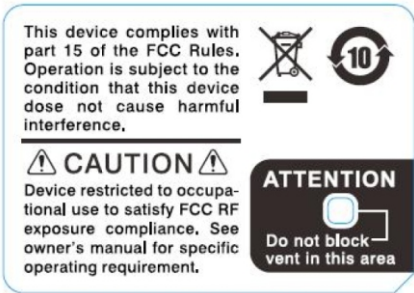 This device complies with
part 15 of the FCC Rules.
Operation is subject to the
condition that this device
dose not cause harmful
interference.
10
CAUTION
Device restricted to occupa-
tional use to satisfy FCC RF
exposure compliance. See
owner's manual for specific
operating requirement.
ATTENTION
Do not block
vent in this area